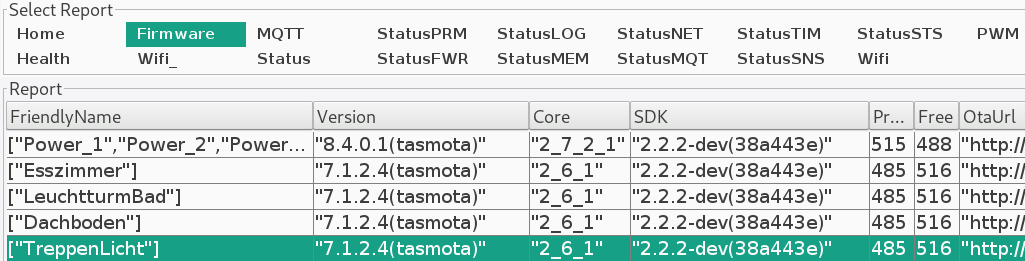 Select Report
Home Firmware MQTT StatusPRM StatusLOG StatusNET StatusTIM StatusSTS PWM
Health Wifi_ Status StatusFWR StatusMEM StatusMQT StatusSNS Wifi
Report
FriendlyName Version Core SDK Pr... Free OtaUrl
["Power_1","Power_2","Power... "8.4.0.1(tasmota)" "2_7_2_1" "2.2.2-dev(38a443e)" 515 488 "http://
["Esszimmer"] "7.1.2.4(tasmota)" "2_6_1" "2.2.2-dev(38a443e)" 485 516 "http://
["LeuchtturmBad"] "7.1.2.4(tasmota)" "2_6_1" "2.2.2-dev(38a443e)" 485 516 "http://
["Dachboden"] "7.1.2.4(tasmota)" "2_6_1" "2.2.2-dev(38a443e)" 485 516 "http://
["TreppenLicht"] "7.1.2.4(tasmota)" "2_6_1" "2.2.2-dev(38a443e)" 485 516 "http://